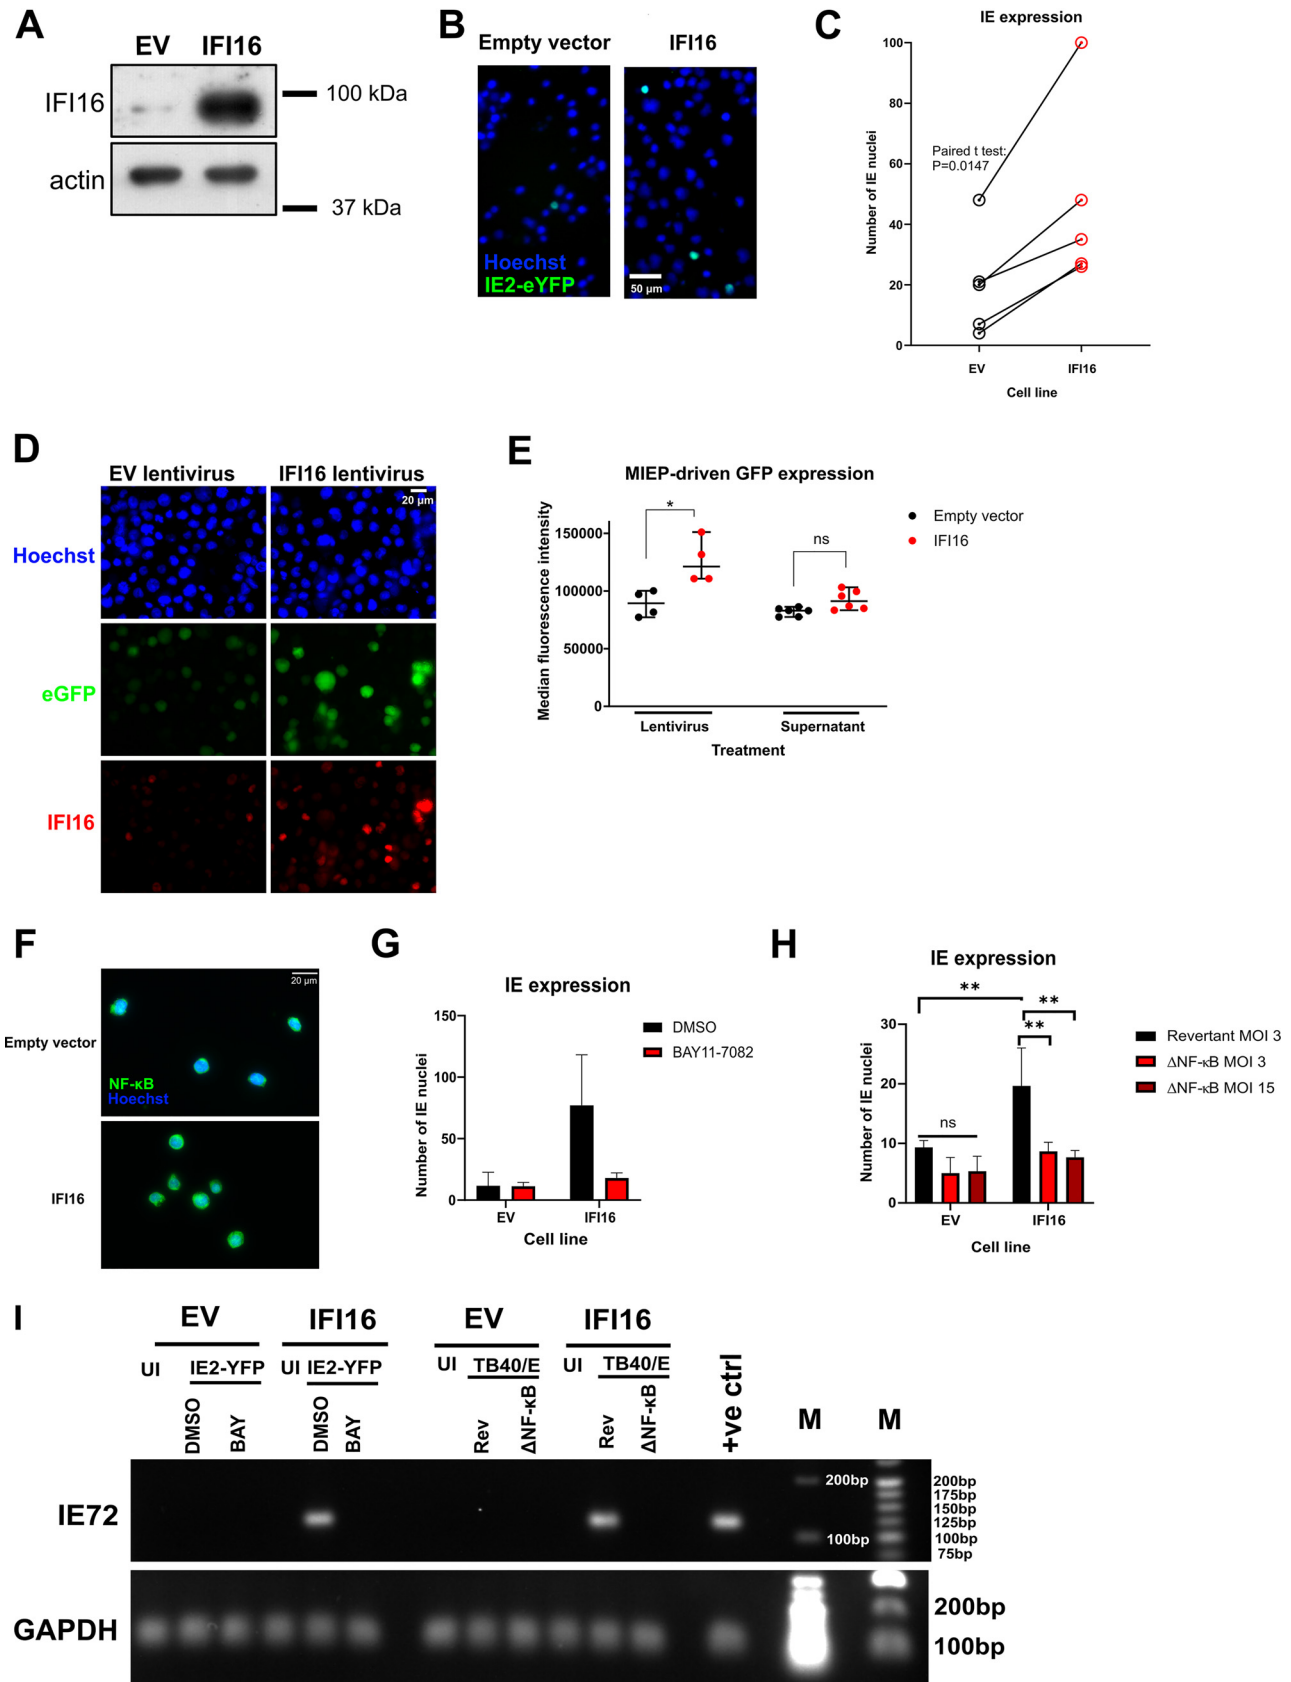 A
EV IFI16
IFI16
100 kDa
actin
37 kDa
B
Empty vector IFI16
Hoechst
IE2-eYFP
50 µm
C
IE expression
Number of IE nuclei
100
80
60
40
20
0
Paired t test:
P=0.0147
EV IFI16
Cell line
D
EV lentivirus IFI16 lentivirus
20 µm
Hoechst
eGFP
IFI16
E
MIEP-driven GFP expression
Median fluorescence intensity
150000
100000
50000
0
*
ns
Empty vector
IFI16
Lentivirus Supernatant
Treatment
F
20 µm
Empty vector
NF-κB
Hoechst
IFI16
G
IE expression
Number of IE nuclei
150
100
50
0
DMSO
BAY11-7082
EV IFI16
Cell line
H
IE expression
Number of IE nuclei
30
20
10
0
**
**
**
ns
Revertant MOI 3
ΔNF-κB MOI 3
ΔNF-κB MOI 15
EV IFI16
Cell line
I
EV IFI16 EV IFI16
UI IE2-YFP UI IE2-YFP UI TB40/E UI TB40/E
DMSO BAY DMSO BAY Rev ΔNF-κB Rev ΔNF-κB +ve ctrl M M
IE72
200bp
100bp
200bp
175bp
150bp
125bp
100bp
75bp
GAPDH
200bp
100bp